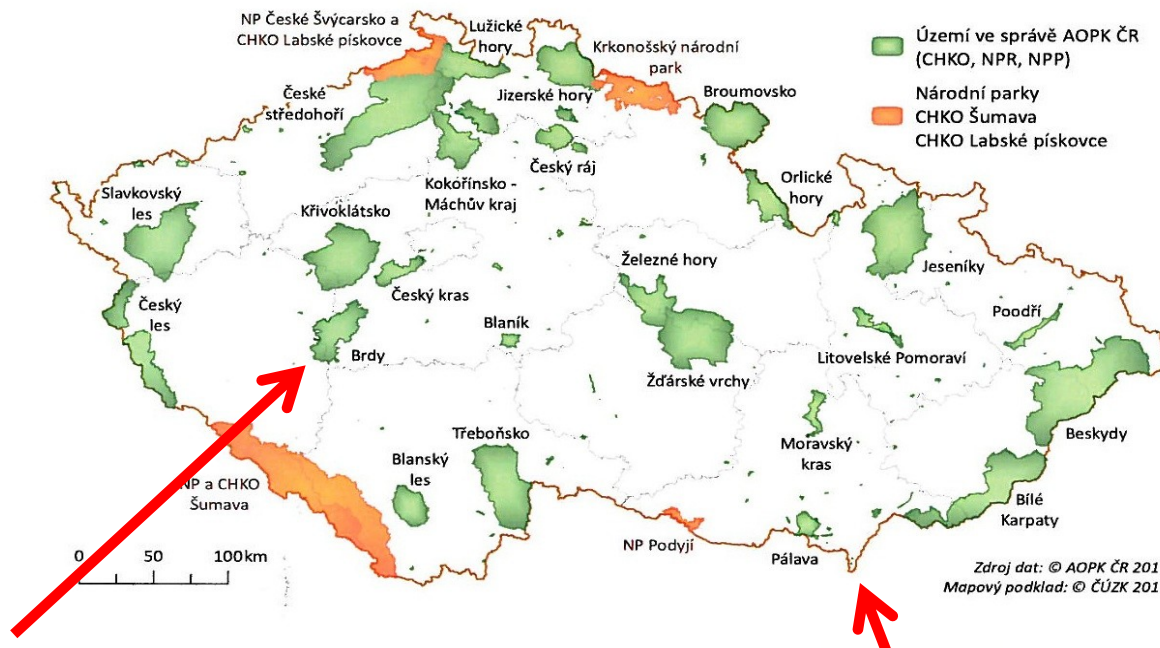 NP České Švýcarsko a
CHKO Labské pískovce
Lužické
hory
Krkonošský národní
park
Území ve správě AOPK ČR
(CHKO, NPR, NPP)
Národní parky
CHKO Šumava
CHKO Labské pískovce
České
středohoří
Jizerské hory
Broumovsko
Český ráj
Slavkovský
les
Kokořínsko -
Máchův kraj
Orlické
hory
Křivoklátsko
Železné hory
Jeseníky
Český kras
Český
les
Poodří
Blaník
Brdy
Litovelské Pomoraví
Žďárské vrchy
Beskydy
Třeboňsko
Moravský
kras
Blanský
les
NP a CHKO
Šumava
Bílé
Karpaty
NP Podyjí
Pálava
0 50 100 km
Zdroj dat: © AOPK ČR 201
Mapový podklad: © ČÚZK 201